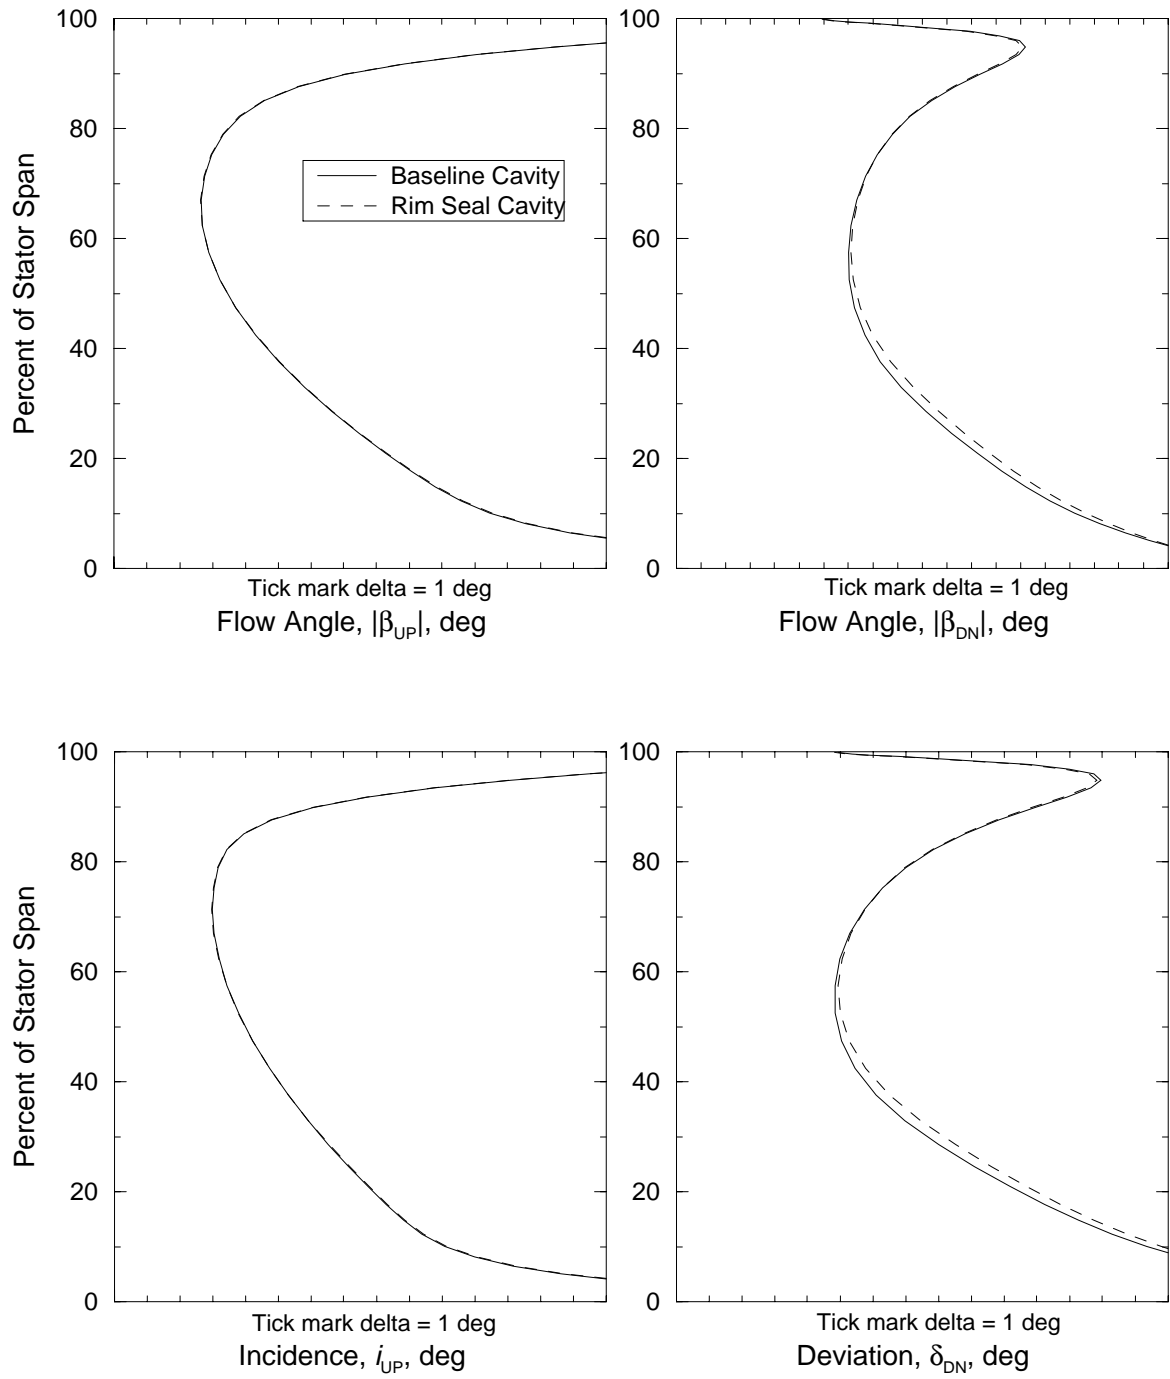 100
80
60
40
20
0
Percent of Stator Span
Baseline Cavity
Rim Seal Cavity
Tick mark delta = 1 deg
Flow Angle, |β_UP|, deg
100
80
60
40
20
0
Tick mark delta = 1 deg
Flow Angle, |β_DN|, deg
100
80
60
40
20
0
Percent of Stator Span
Tick mark delta = 1 deg
Incidence, i_UP, deg
100
80
60
40
20
0
Tick mark delta = 1 deg
Deviation, δ_DN, deg